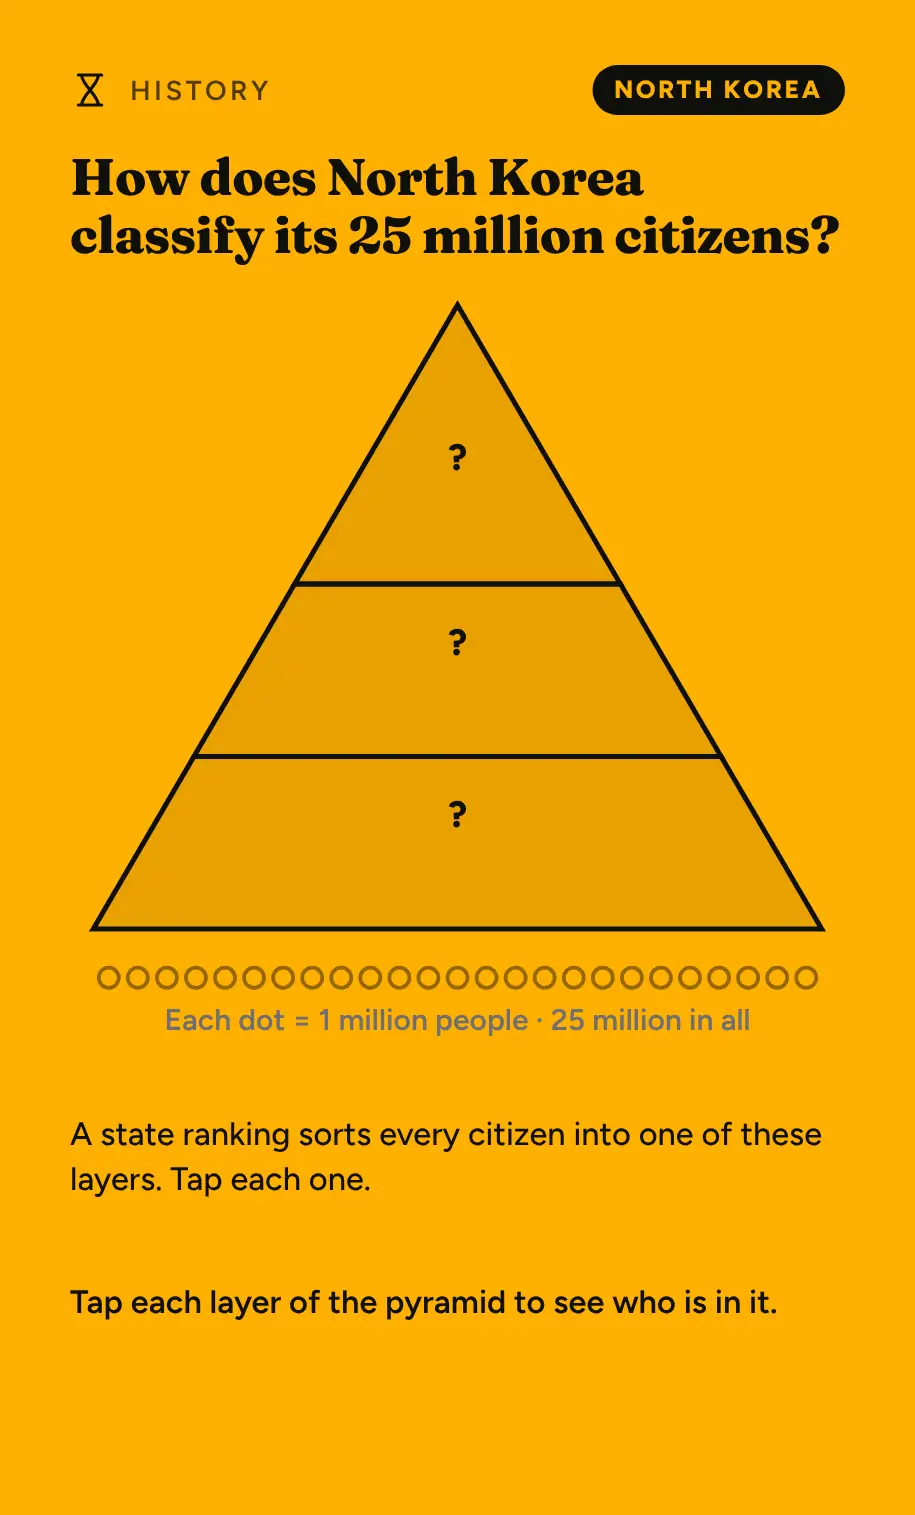 HISTORY
NORTH KOREA
How does North Korea
classify its 25 million citizens?
?
?
?
Each dot = 1 million people · 25 million in all
A state ranking sorts every citizen into one of these
layers. Tap each one.
Tap each layer of the pyramid to see who is in it.